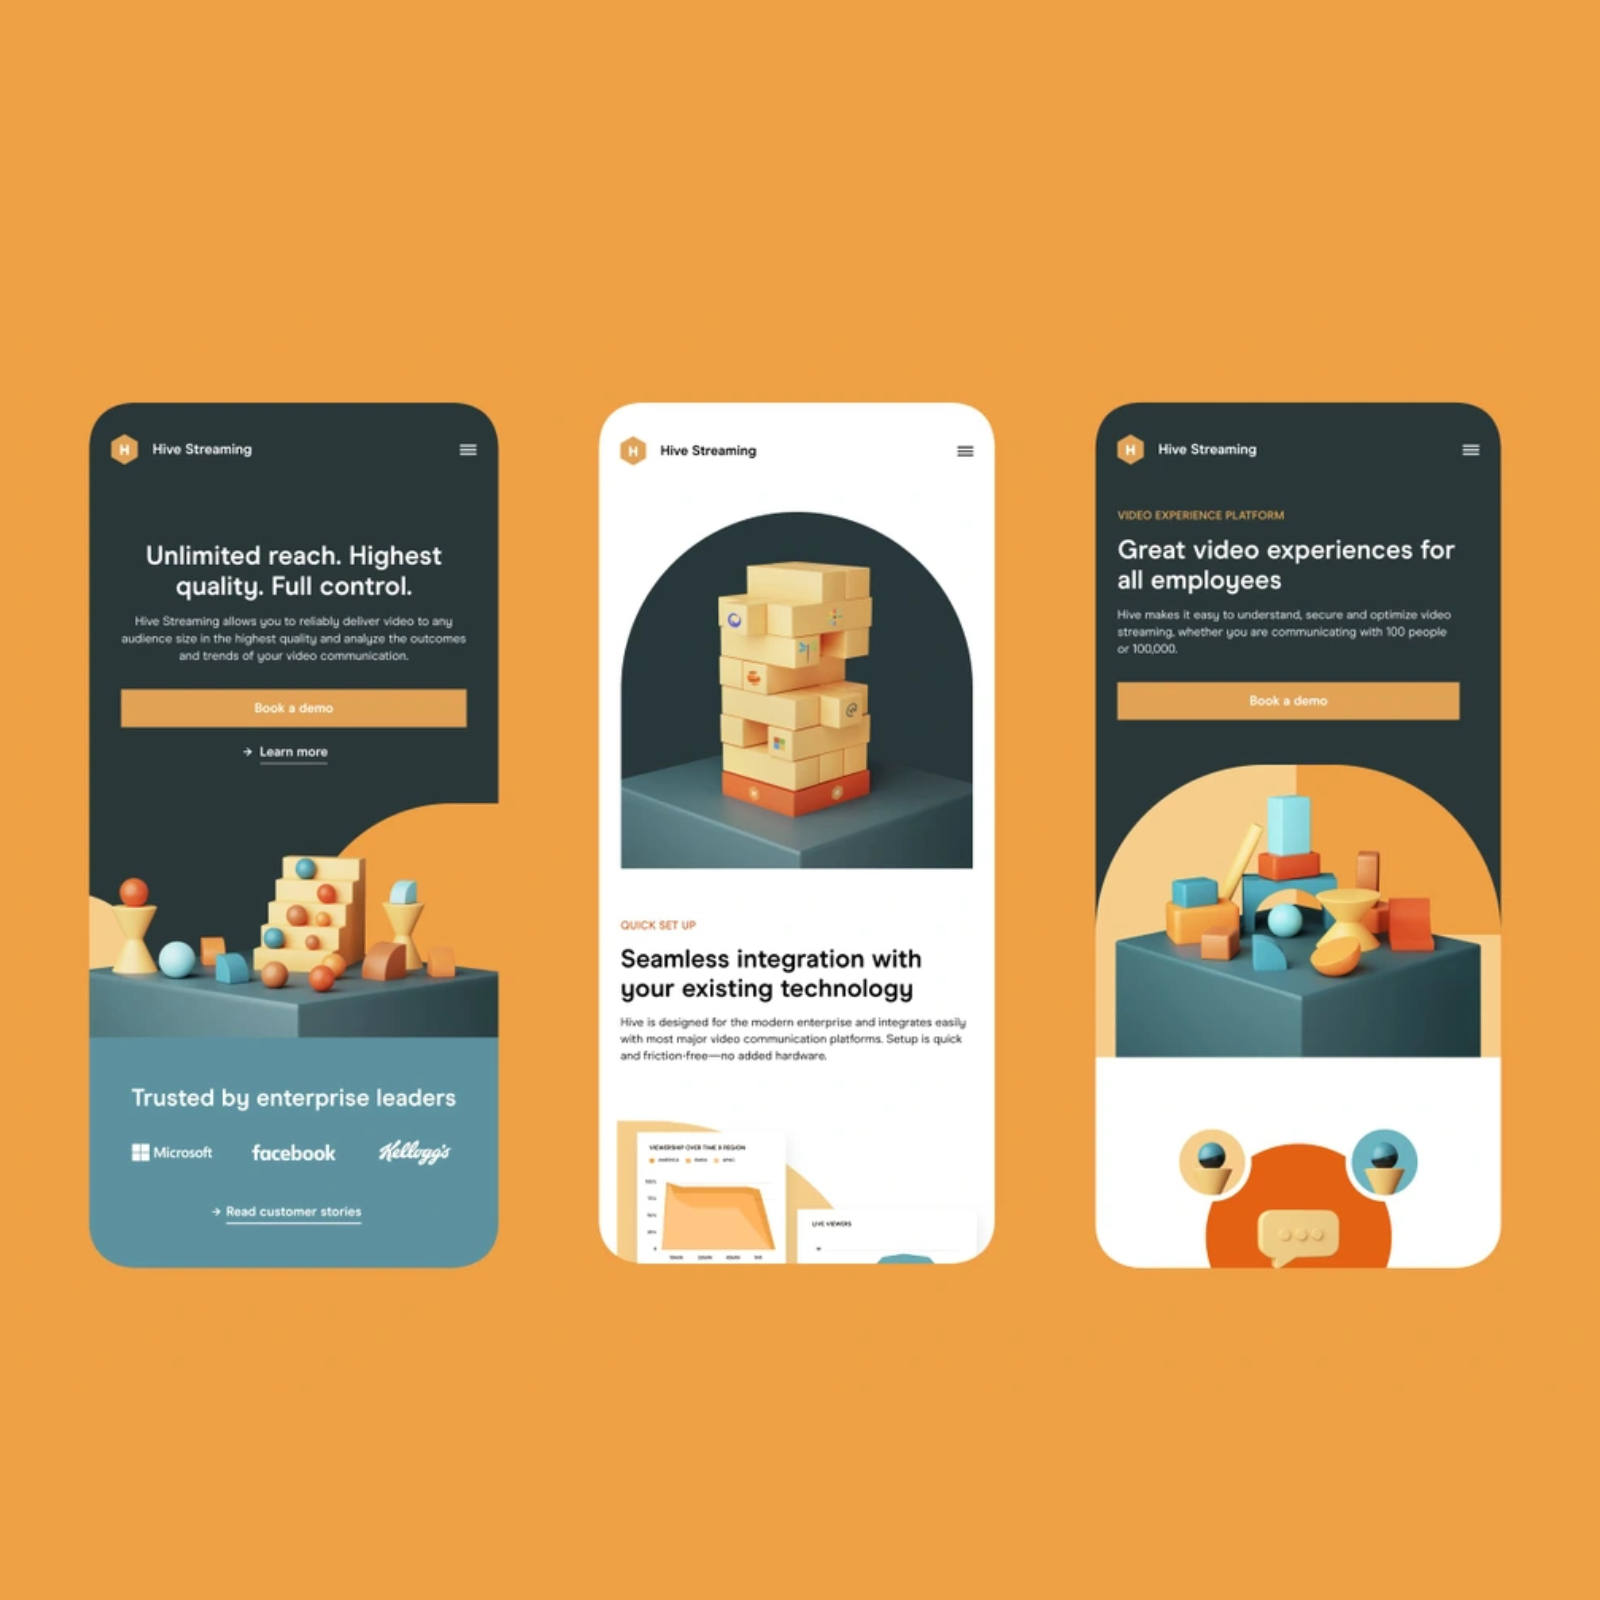 H Hive Streaming
Unlimited reach. Highest
quality. Full control.
Hive Streaming allows you to reliably deliver video to any
audience size in the highest quality and analyze the outcomes
and trends of your video communication.
Book a demo
→ Learn more
Trusted by enterprise leaders
Microsoft facebook Kellogg's
→ Read customer stories
H Hive Streaming
QUICK SET UP
Seamless integration with
your existing technology
Hive is designed for the modern enterprise and integrates easily
with most major video communication platforms. Setup is quick
and friction-free—no added hardware.
VIEWERSHIP OVER TIME & REGION
100%
LIVE VIEWERS
H Hive Streaming
VIDEO EXPERIENCE PLATFORM
Great video experiences for
all employees
Hive makes it easy to understand, secure and optimize video
streaming, whether you are communicating with 100 people
or 100,000.
Book a demo